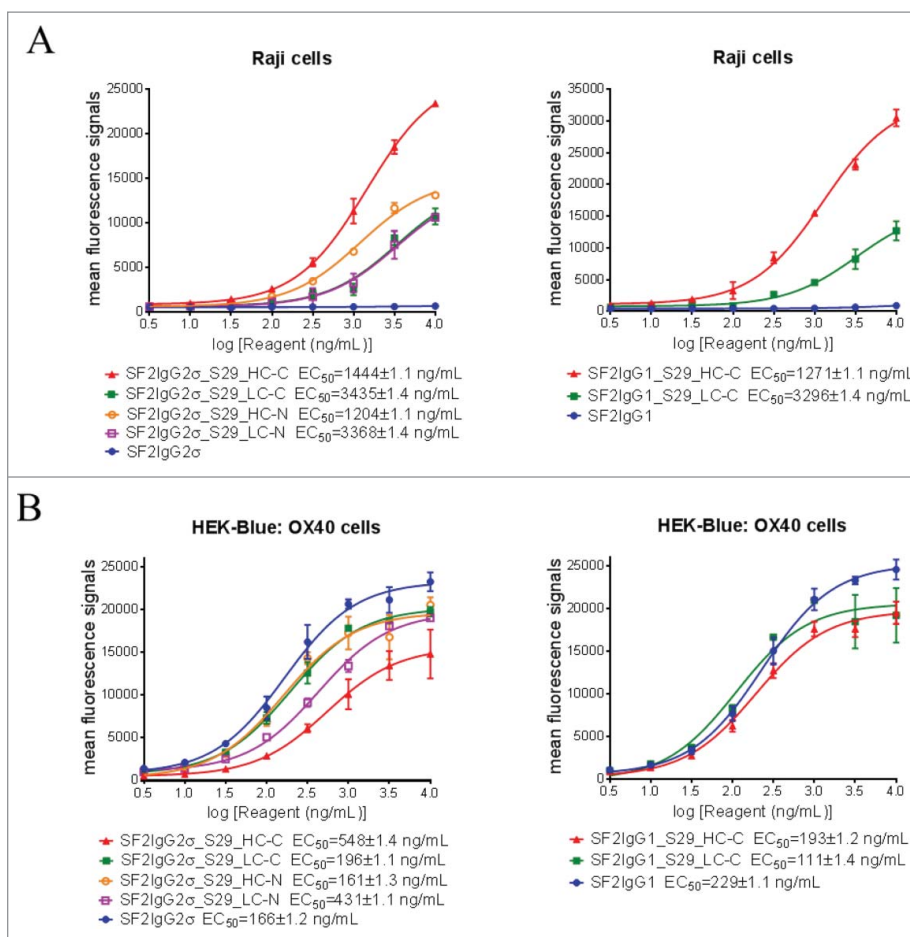 A
Raji cells
mean fluorescence signals
25000
20000
15000
10000
5000
0
0.5 1.0 1.5 2.0 2.5 3.0 3.5 4.0
log [Reagent (ng/mL)]
SF2IgG2σ_S29_HC-C EC50=1444±1.1 ng/mL
SF2IgG2σ_S29_LC-C EC50=3435±1.4 ng/mL
SF2IgG2σ_S29_HC-N EC50=1204±1.1 ng/mL
SF2IgG2σ_S29_LC-N EC50=3368±1.4 ng/mL
SF2IgG2σ
Raji cells
mean fluorescence signals
35000
30000
25000
20000
15000
10000
5000
0
0.5 1.0 1.5 2.0 2.5 3.0 3.5 4.0
log [Reagent (ng/mL)]
SF2IgG1_S29_HC-C EC50=1271±1.1 ng/mL
SF2IgG1_S29_LC-C EC50=3296±1.4 ng/mL
SF2IgG1
B
HEK-Blue: OX40 cells
mean fluorescence signals
25000
20000
15000
10000
5000
0
0.5 1.0 1.5 2.0 2.5 3.0 3.5 4.0
log [Reagent (ng/mL)]
SF2IgG2σ_S29_HC-C EC50=548±1.4 ng/mL
SF2IgG2σ_S29_LC-C EC50=196±1.1 ng/mL
SF2IgG2σ_S29_HC-N EC50=161±1.3 ng/mL
SF2IgG2σ_S29_LC-N EC50=431±1.1 ng/mL
SF2IgG2σ EC50=166±1.2 ng/mL
HEK-Blue: OX40 cells
mean fluorescence signals
25000
20000
15000
10000
5000
0
0.5 1.0 1.5 2.0 2.5 3.0 3.5 4.0
log [Reagent (ng/mL)]
SF2IgG1_S29_HC-C EC50=193±1.2 ng/mL
SF2IgG1_S29_LC-C EC50=111±1.4 ng/mL
SF2IgG1 EC50=229±1.1 ng/mL